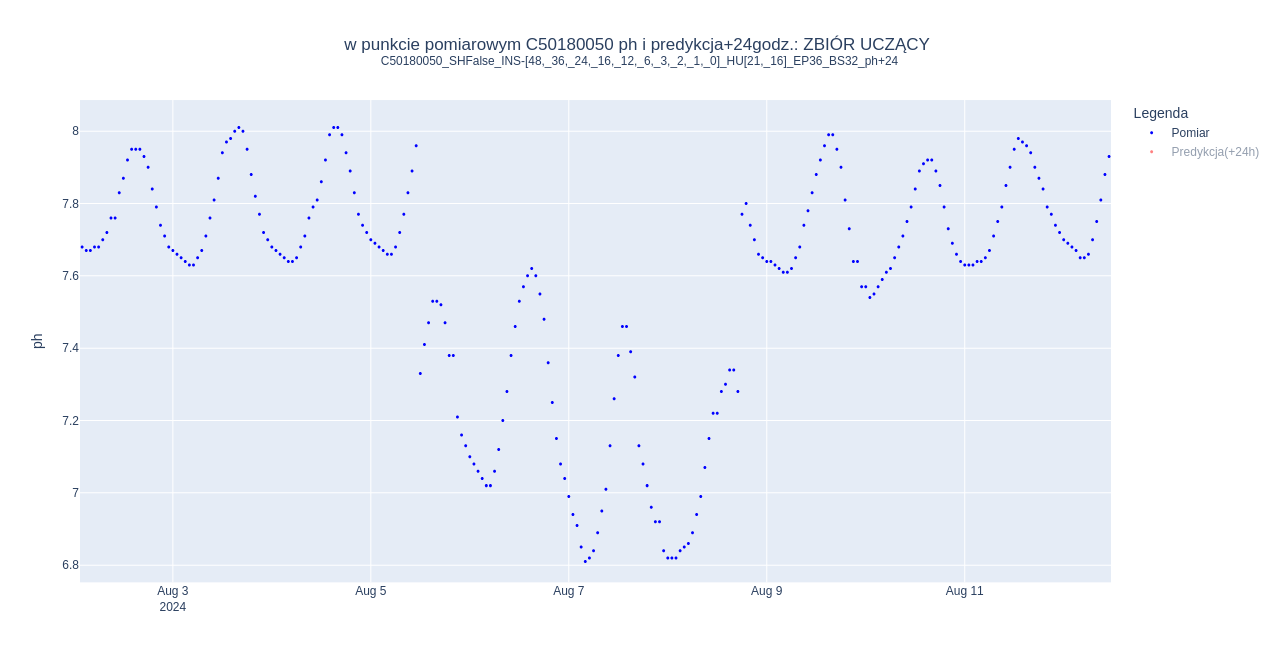 w punkcie pomiarowym C50180050 ph i predykcja+24godz.: ZBIÓR UCZĄCY
C50180050_SHFalse_INS-[48,_36,_24,_16,_12,_6,_3,_2,_1,_0]_HU[21,_16]_EP36_BS32_ph+24
Legenda
Pomiar
Predykcja(+24h)
ph
8
7.8
7.6
7.4
7.2
7
6.8
Aug 3
2024
Aug 5
Aug 7
Aug 9
Aug 11